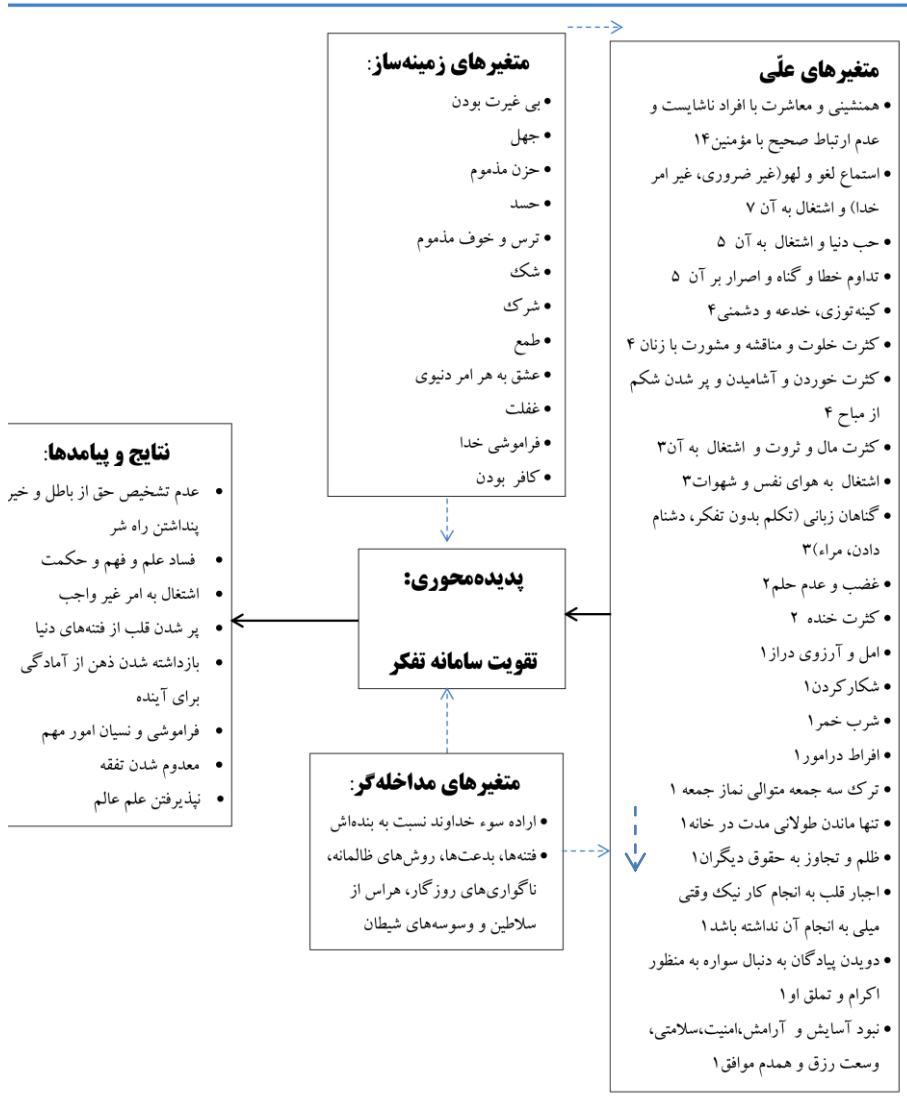 متغیرهای علّی
• همنشینی و معاشرت با افراد ناشایست و
عدم ارتباط صحیح با مؤمنین۱۴
• استماع لغو و لهو(غیر ضروری، غیر امر
خدا) و اشتغال به آن ۷
• حب دنیا و اشتغال به آن ۵
• تداوم خطا و گناه و اصرار بر آن ۵
• کینه‌توزی، خدعه و دشمنی۴
• کثرت خلوت و مناقشه و مشورت با زنان ۴
• کثرت خوردن و آشامیدن و پر شدن شکم
از مباح ۴
• کثرت مال و ثروت و اشتغال به آن۳
• اشتغال به هوای نفس و شهوات۳
• گناهان زبانی (تکلم بدون تفکر، دشنام
دادن، مراء)۳
• غضب و عدم حلم۲
• کثرت خنده ۲
• امل و آرزوی دراز۱
• شکارکردن۱
• شرب خمر۱
• افراط درامور۱
• ترک سه جمعه متوالی نماز جمعه ۱
• تنها ماندن طولانی مدت در خانه۱
• ظلم و تجاوز به حقوق دیگران۱
• اجبار قلب به انجام کار نیک وقتی
میلی به انجام آن نداشته باشد۱
• دویدن پیادگان به دنبال سواره به منظور
اکرام و تملق او۱
• نبود آسایش و آرامش،امنیت،سلامتی،
وسعت رزق و همدم موافق۱
متغیرهای زمینه‌ساز:
• بی غیرت بودن
• جهل
• حزن مذموم
• حسد
• ترس و خوف مذموم
• شک
• شرک
• طمع
• عشق به هر امر دنیوی
• غفلت
• فراموشی خدا
• کافر بودن
پدیده‌محوری:
تقویت سامانه تفکر
متغیرهای مداخله‌گر:
• اراده سوء خداوند نسبت به بنده‌اش
• فتنه‌ها، بدعت‌ها، روش‌های ظالمانه،
ناگواری‌های روزگار، هراس از
سلاطین و وسوسه‌های شیطان
نتایج و پیامدها:
• عدم تشخیص حق از باطل و خیر
پنداشتن راه شر
• فساد علم و فهم و حکمت
• اشتغال به امر غیر واجب
• پر شدن قلب از فتنه‌های دنیا
• بازداشته شدن ذهن از آمادگی
برای آینده
• فراموشی و نسیان امور مهم
• معدوم شدن تفقه
• نپذیرفتن علم عالم